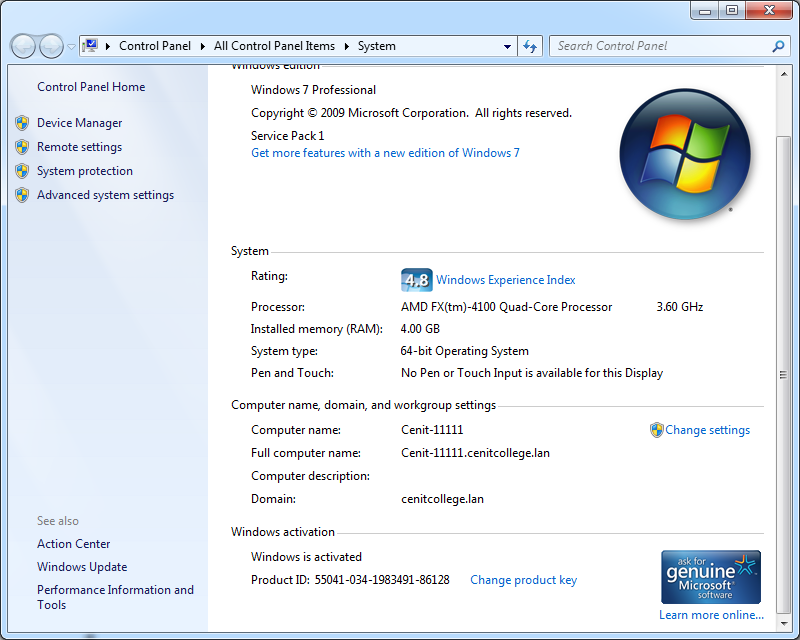 Control Panel
All Control Panel Items
System
Search Control Panel
Control Panel Home
Device Manager
Remote settings
System protection
Advanced system settings
See also
Action Center
Windows Update
Performance Information and
Tools
Windows edition
Windows 7 Professional
Copyright © 2009 Microsoft Corporation. All rights reserved.
Service Pack 1
Get more features with a new edition of Windows 7
System
Rating: 4,8 Windows Experience Index
Processor: AMD FX(tm)-4100 Quad-Core Processor 3.60 GHz
Installed memory (RAM): 4.00 GB
System type: 64-bit Operating System
Pen and Touch: No Pen or Touch Input is available for this Display
Computer name, domain, and workgroup settings
Computer name: Cenit-11111 Change settings
Full computer name: Cenit-11111.cenitcollege.lan
Computer description:
Domain: cenitcollege.lan
Windows activation
Windows is activated
Product ID: 55041-034-1983491-86128 Change product key
ask for
genuine
Microsoft
software
Learn more online...